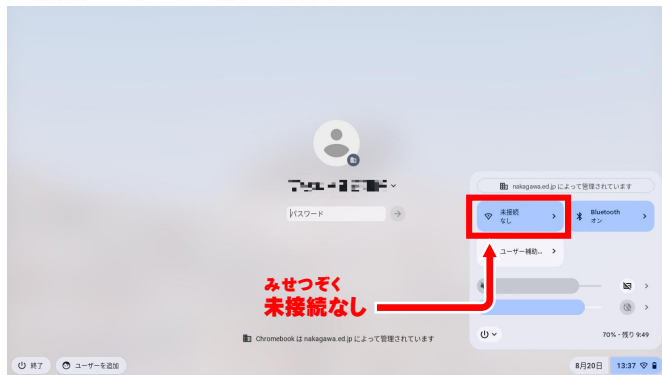 nakagawa.ed.jp によって管理されています
未接続
なし
Bluetooth
オン
パスワード
ユーザー補助...
みせつぞく
未接続なし
Chromebook は nakagawa.ed.jp によって管理されています
70% - 残り 9:49
終了
ユーザーを追加
8月20日
13:37